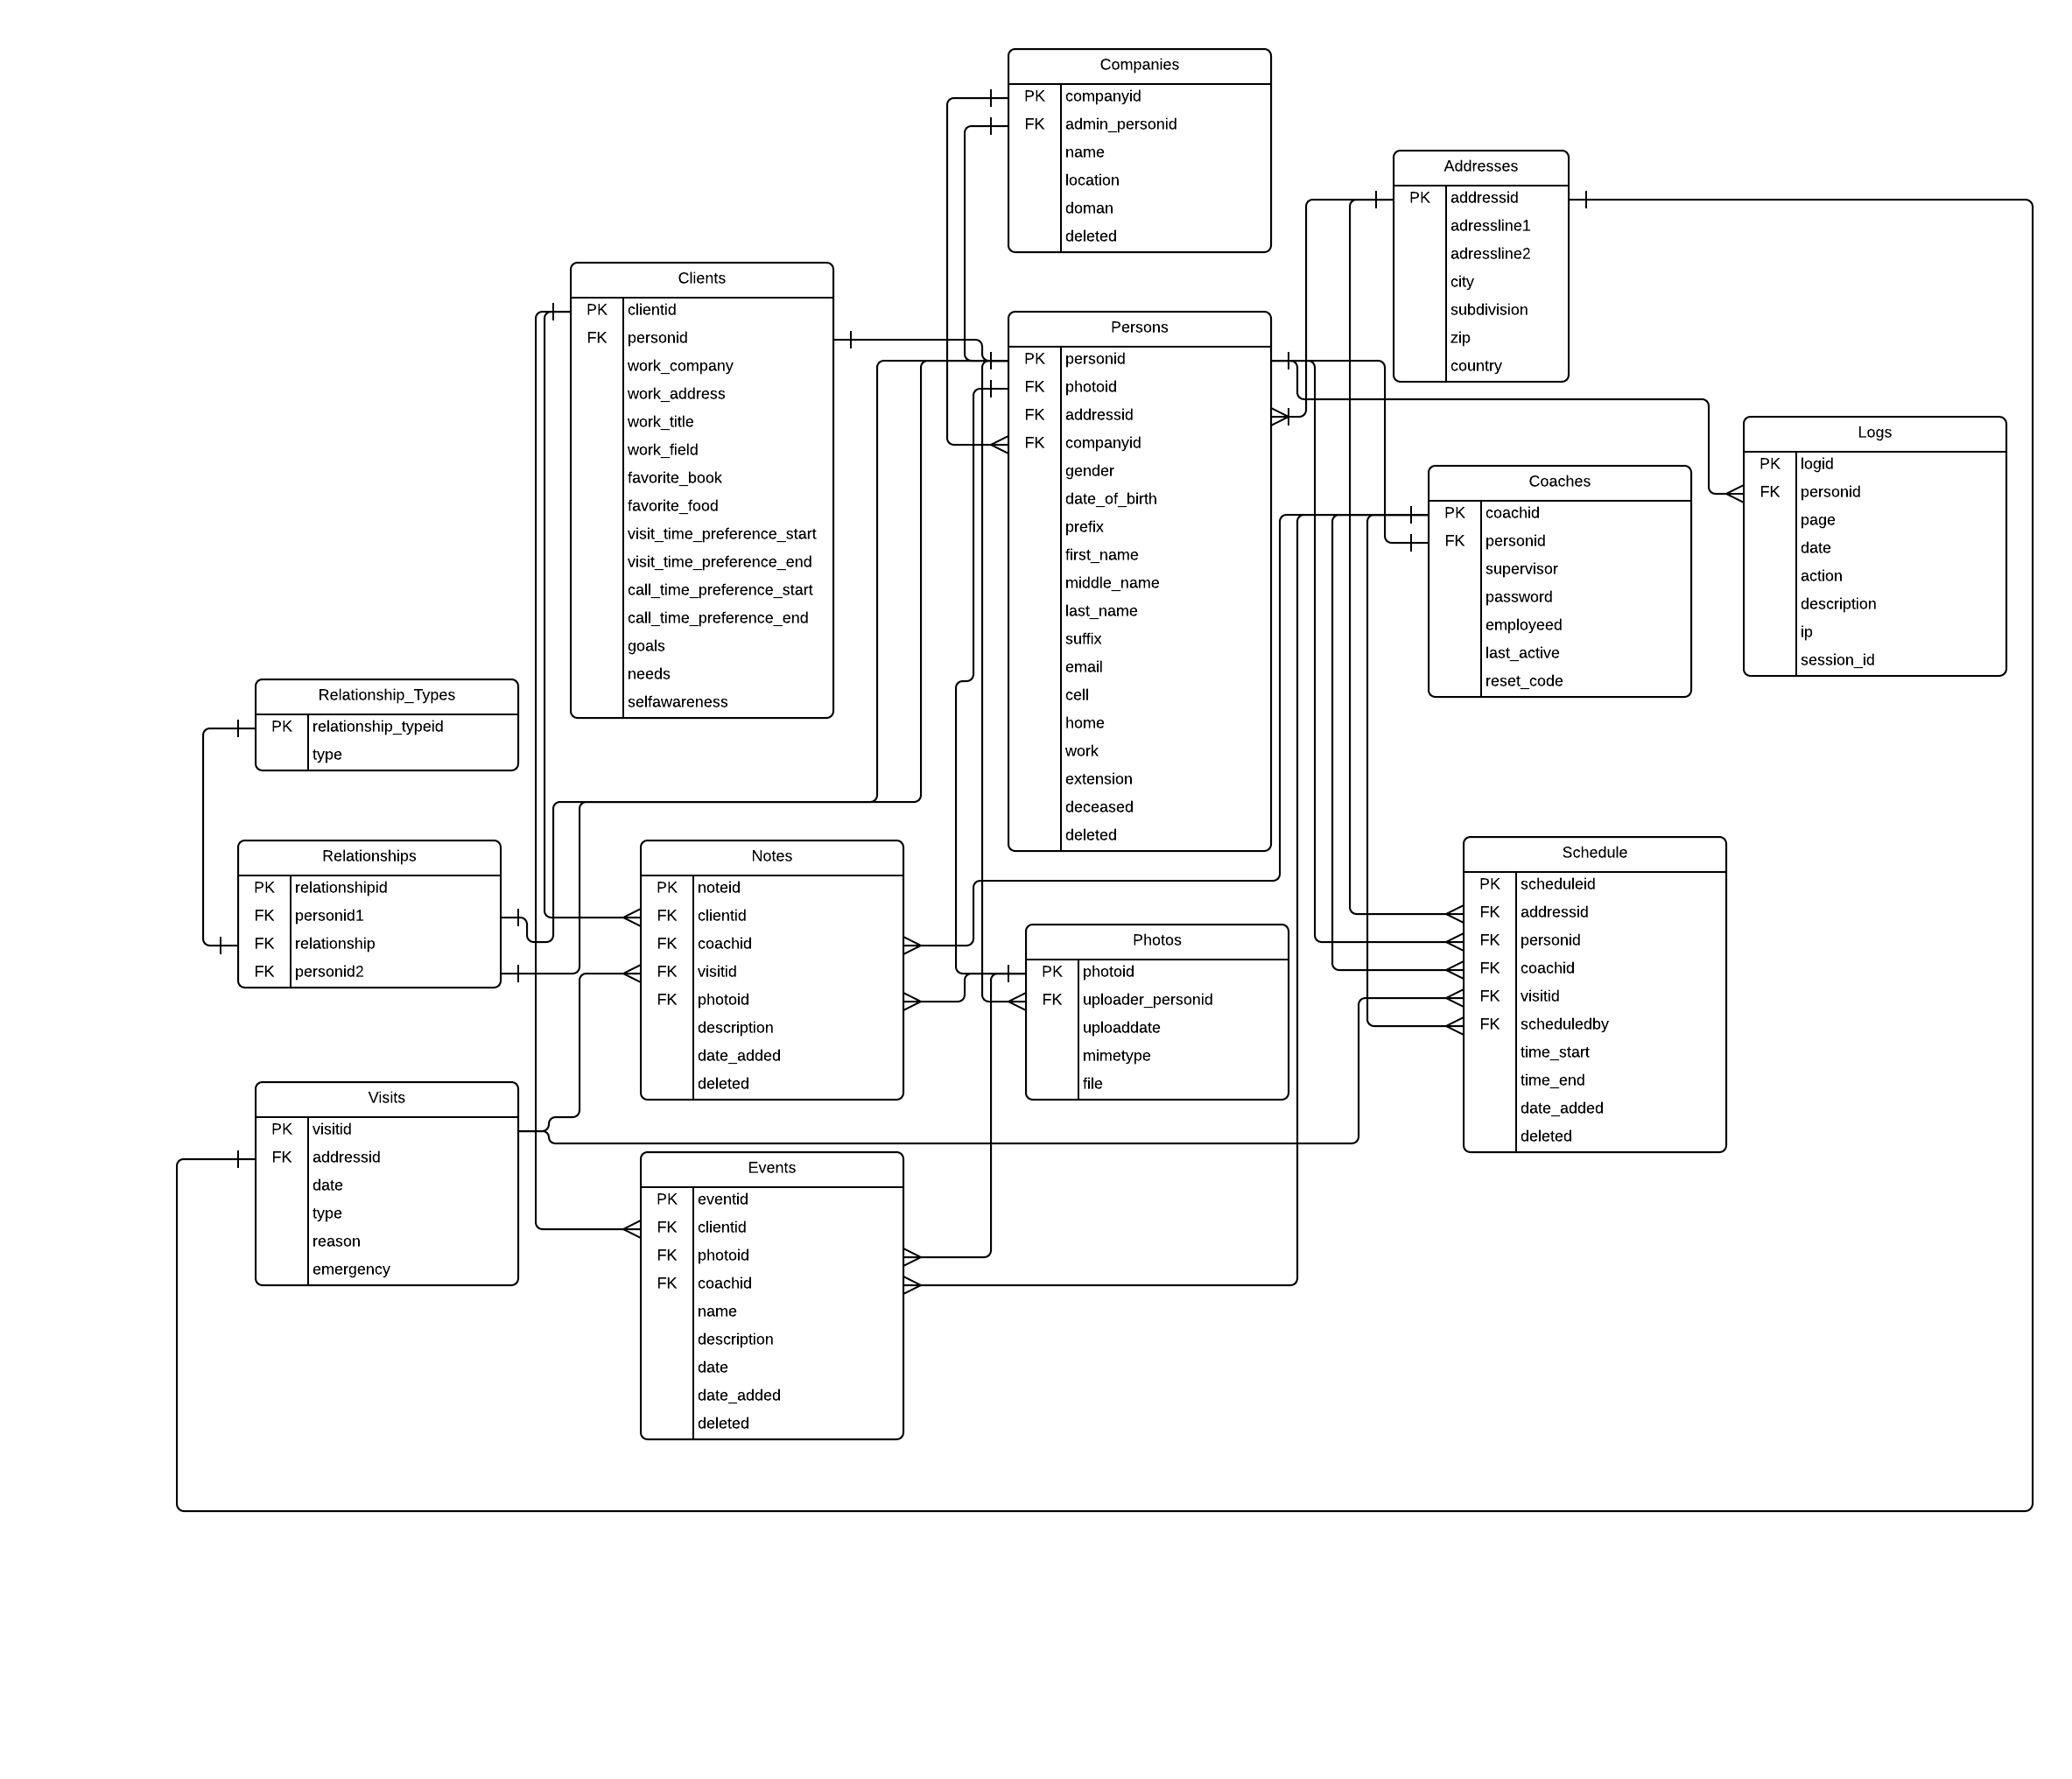 Companies
PK companyid
FK admin_personid
name
location
doman
deleted
Addresses
PK addressid
adressline1
adressline2
city
subdivision
zip
country
Clients
PK clientid
FK personid
work_company
work_address
work_title
work_field
favorite_book
favorite_food
visit_time_preference_start
visit_time_preference_end
call_time_preference_start
call_time_preference_end
goals
needs
selfawareness
Persons
PK personid
FK photoid
FK addressid
FK companyid
gender
date_of_birth
prefix
first_name
middle_name
last_name
suffix
email
cell
home
work
extension
deceased
deleted
Logs
PK logid
FK personid
page
date
action
description
ip
session_id
Coaches
PK coachid
FK personid
supervisor
password
employeed
last_active
reset_code
Relationship_Types
PK relationship_typeid
type
Relationships
PK relationshipid
FK personid1
FK relationship
FK personid2
Notes
PK noteid
FK clientid
FK coachid
FK visitid
FK photoid
description
date_added
deleted
Photos
PK photoid
FK uploader_personid
uploaddate
mimetype
file
Schedule
PK scheduleid
FK addressid
FK personid
FK coachid
FK visitid
FK scheduledby
time_start
time_end
date_added
deleted
Visits
PK visitid
FK addressid
date
type
reason
emergency
Events
PK eventid
FK clientid
FK photoid
FK coachid
name
description
date
date_added
deleted